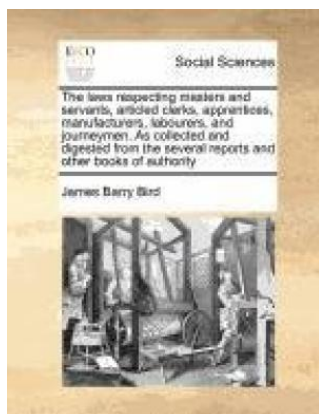 ECCO
Social Sciences
The laws respecting masters and
servants, articled clerks, apprentices,
manufacturers, labourers, and
journeymen. As collected and
digested from the several reports and
other books of authority
James Barry Bird